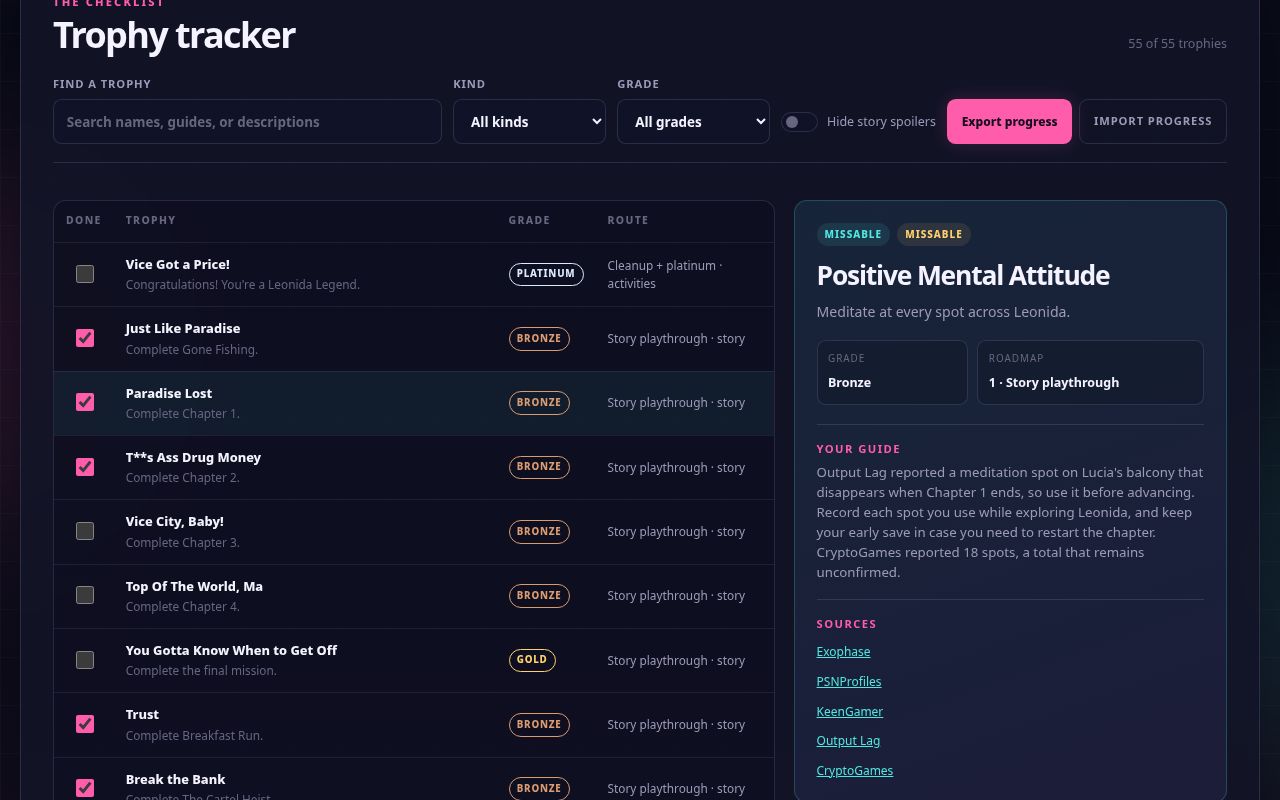 THE CHECKLIST
Trophy tracker
55 of 55 trophies
FIND A TROPHY
KIND
GRADE
Search names, guides, or descriptions
All kinds
All grades
Hide story spoilers
Export progress
IMPORT PROGRESS
DONE
TROPHY
GRADE
ROUTE
Vice Got a Price!
Congratulations! You're a Leonida Legend.
PLATINUM
Cleanup + platinum ·
activities
Just Like Paradise
Complete Gone Fishing.
BRONZE
Story playthrough · story
Paradise Lost
Complete Chapter 1.
BRONZE
Story playthrough · story
T**s Ass Drug Money
Complete Chapter 2.
BRONZE
Story playthrough · story
Vice City, Baby!
Complete Chapter 3.
BRONZE
Story playthrough · story
Top Of The World, Ma
Complete Chapter 4.
BRONZE
Story playthrough · story
You Gotta Know When to Get Off
Complete the final mission.
GOLD
Story playthrough · story
Trust
Complete Breakfast Run.
BRONZE
Story playthrough · story
Break the Bank
Complete The Cartel Heist.
BRONZE
Story playthrough · story
MISSABLE
MISSABLE
Positive Mental Attitude
Meditate at every spot across Leonida.
GRADE
Bronze
ROADMAP
1 · Story playthrough
YOUR GUIDE
Output Lag reported a meditation spot on Lucia's balcony that
disappears when Chapter 1 ends, so use it before advancing.
Record each spot you use while exploring Leonida, and keep
your early save in case you need to restart the chapter.
CryptoGames reported 18 spots, a total that remains
unconfirmed.
SOURCES
Exophase
PSNProfiles
KeenGamer
Output Lag
CryptoGames